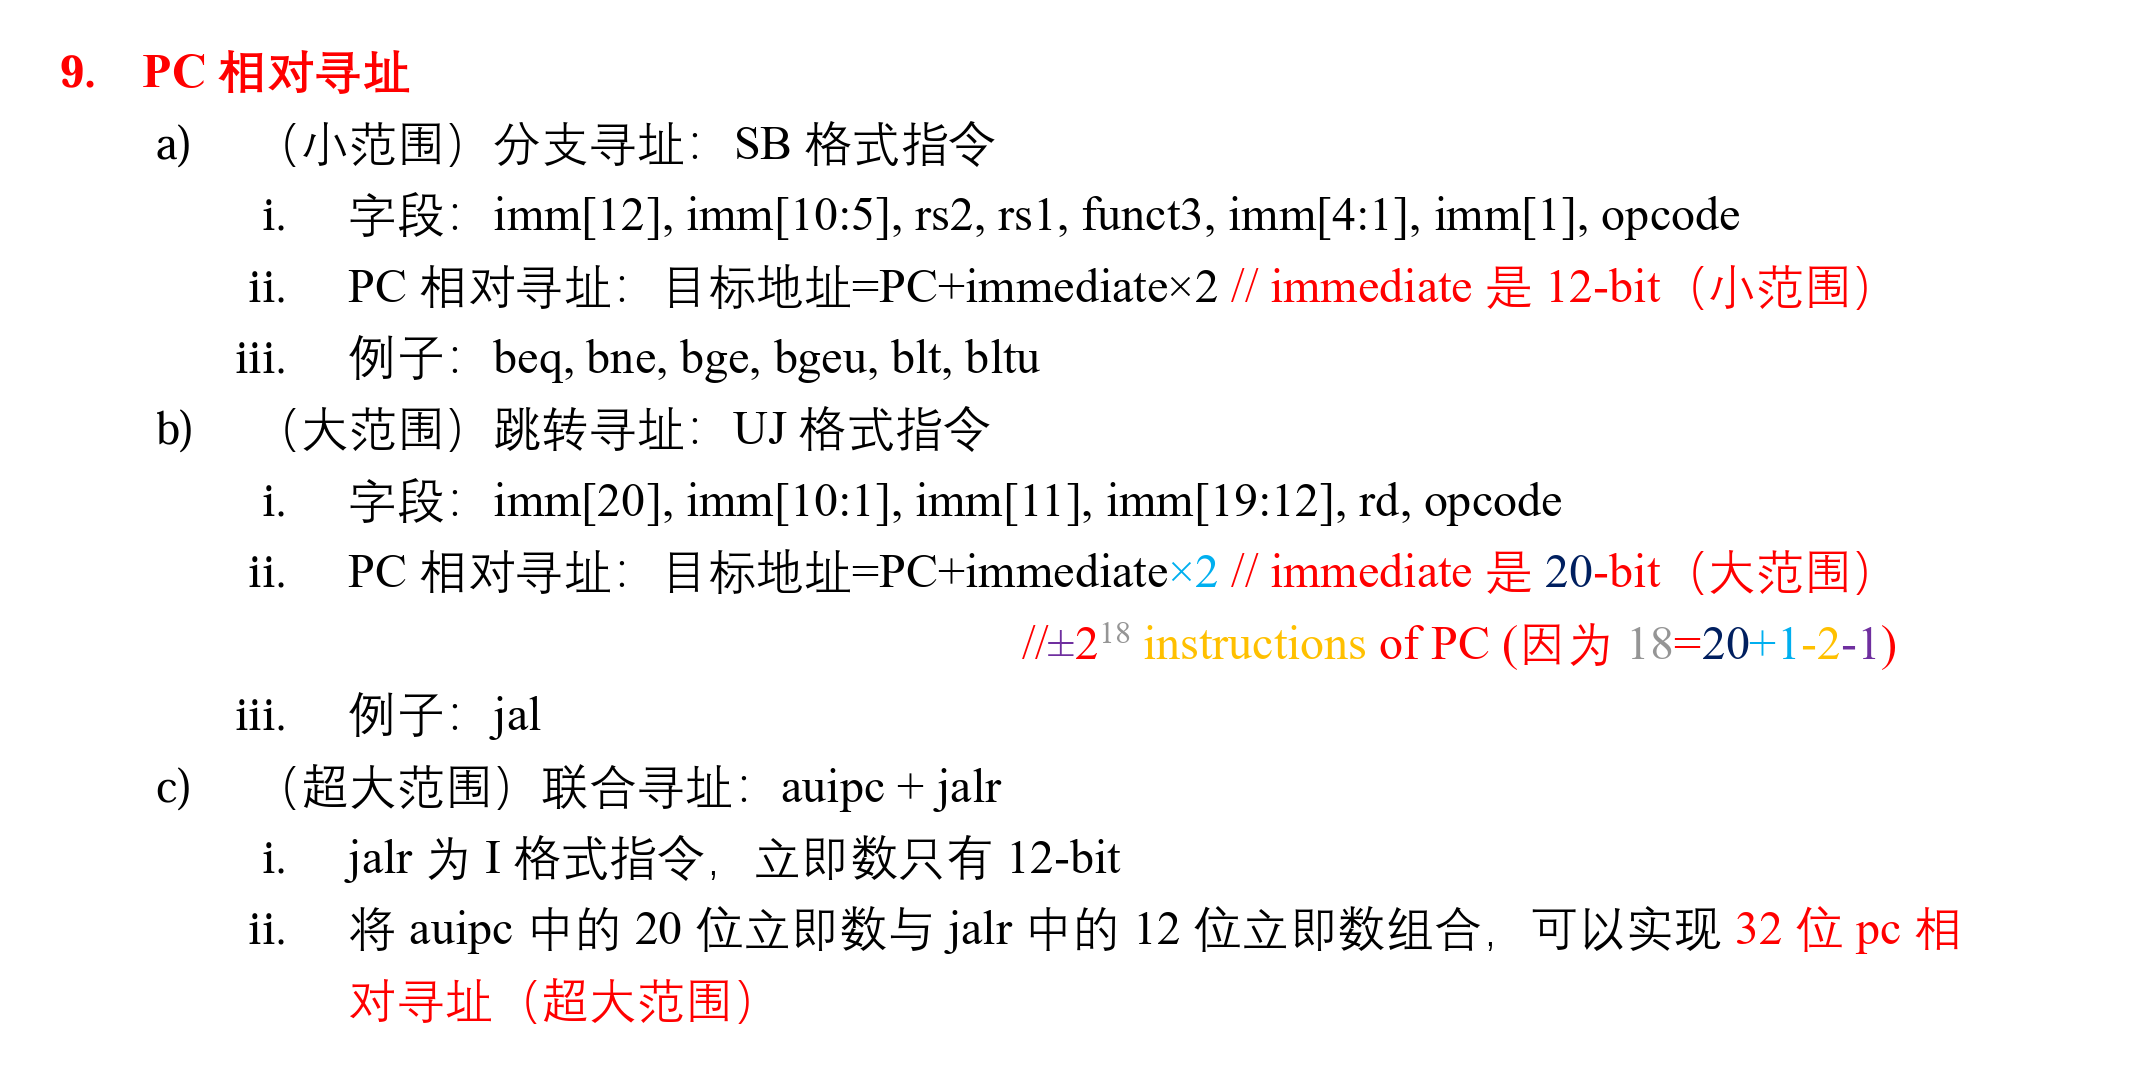 9. PC 相对寻址
a) （小范围）分支寻址：SB 格式指令
i. 字段：imm[12], imm[10:5], rs2, rs1, funct3, imm[4:1], imm[1], opcode
ii. PC 相对寻址：目标地址=PC+immediate×2 // immediate 是 12-bit（小范围）
iii. 例子：beq, bne, bge, bgeu, blt, bltu
b) （大范围）跳转寻址：UJ 格式指令
i. 字段：imm[20], imm[10:1], imm[11], imm[19:12], rd, opcode
ii. PC 相对寻址：目标地址=PC+immediate×2 // immediate 是 20-bit（大范围）
//±2¹⁸ instructions of PC (因为 18=20+1-2-1)
iii. 例子：jal
c) （超大范围）联合寻址：auipc + jalr
i. jalr 为 I 格式指令，立即数只有 12-bit
ii. 将 auipc 中的 20 位立即数与 jalr 中的 12 位立即数组合，可以实现 32 位 pc 相
对寻址（超大范围）